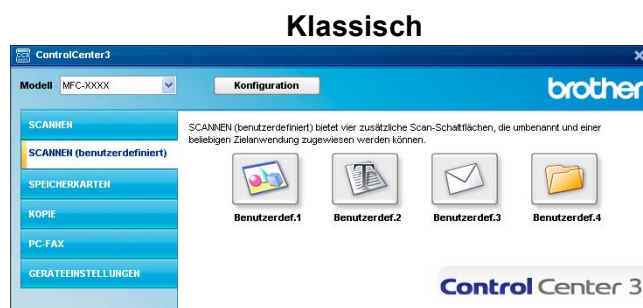 Klassisch
ControlCenter3
Modell MFC-XXXX Konfiguration brother
SCANNEN
SCANNEN (benutzerdefiniert)
SPEICHERKARTEN
KOPIE
PC-FAX
GERÄTEEINSTELLUNGEN
SCANNEN (benutzerdefiniert) bietet vier zusätzliche Scan-Schaltflächen, die umbenannt und einer
beliebigen Zielanwendung zugewiesen werden können.
Benutzerdef.1 Benutzerdef.2 Benutzerdef.3 Benutzerdef.4
Control Center 3